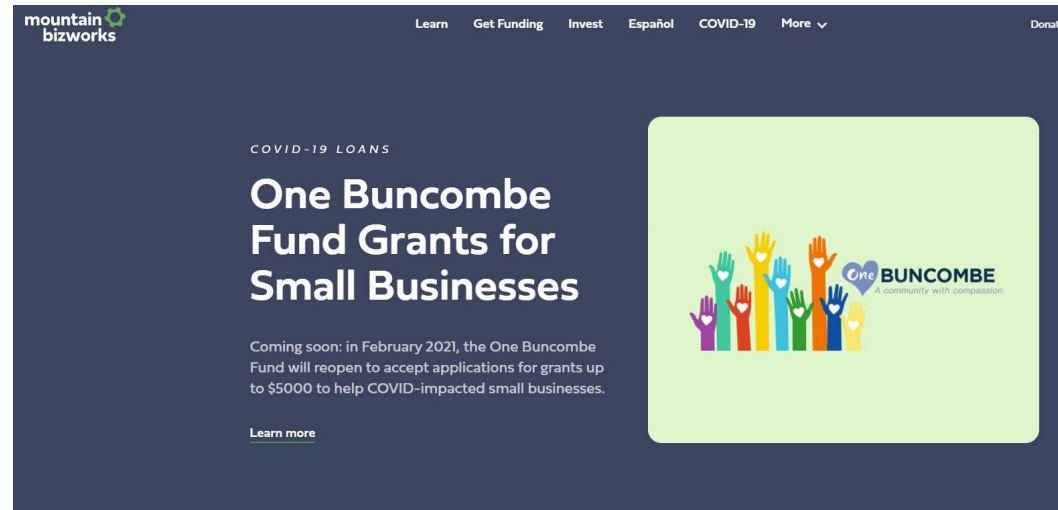 mountain
bizworks
Learn Get Funding Invest Español COVID-19 More
COVID-19 LOANS
One Buncombe
Fund Grants for
Small Businesses
Coming soon: in February 2021, the One Buncombe
Fund will reopen to accept applications for grants up
to $5000 to help COVID-impacted small businesses.
Learn more
One BUNCOMBE
A community with compassion.